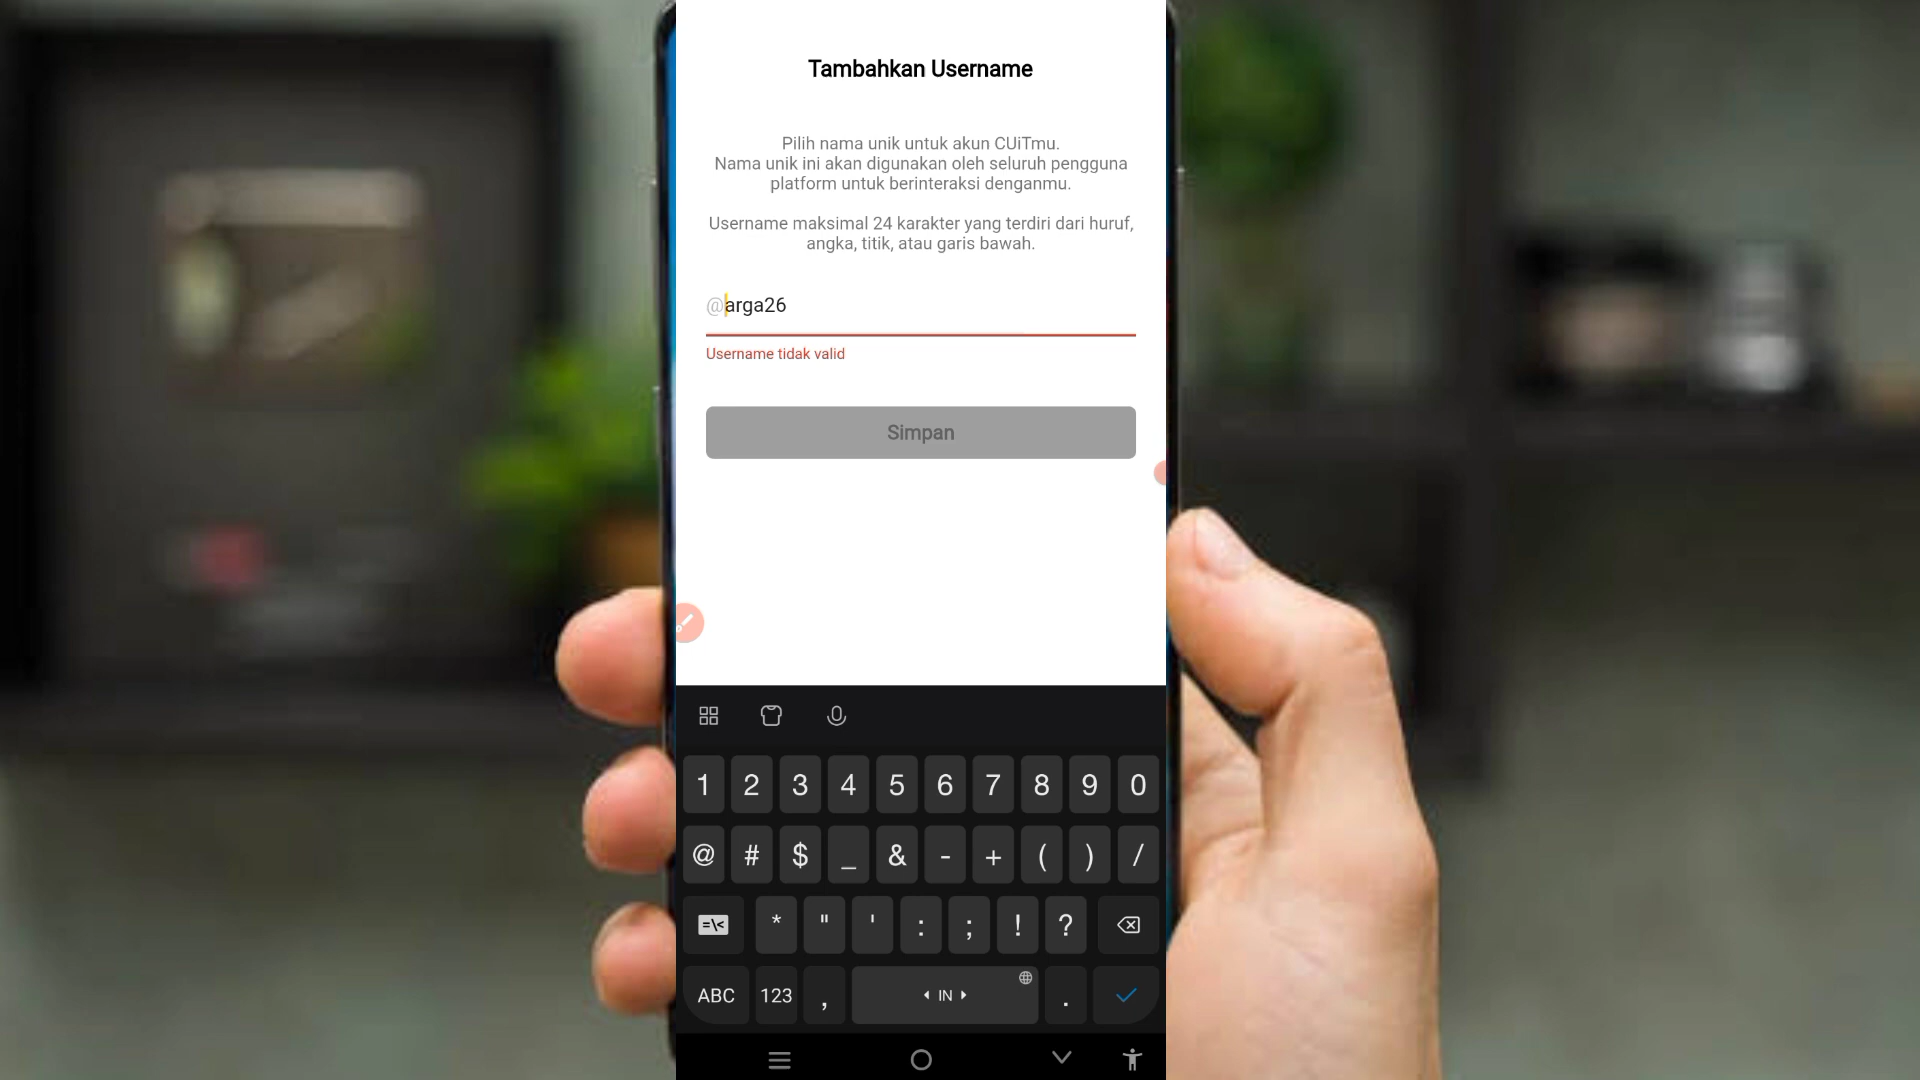 Tambahkan Username
Pilih nama unik untuk akun CUiTmu.
Nama unik ini akan digunakan oleh seluruh pengguna
platform untuk berinteraksi denganmu.
Username maksimal 24 karakter yang terdiri dari huruf,
angka, titik, atau garis bawah.
@arga26
Username tidak valid
Simpan
1 2 3 4 5 6 7 8 9 0
@ # $ _ & - + ( ) /
=\< * " ' : ; ! ?
ABC 123 , IN .